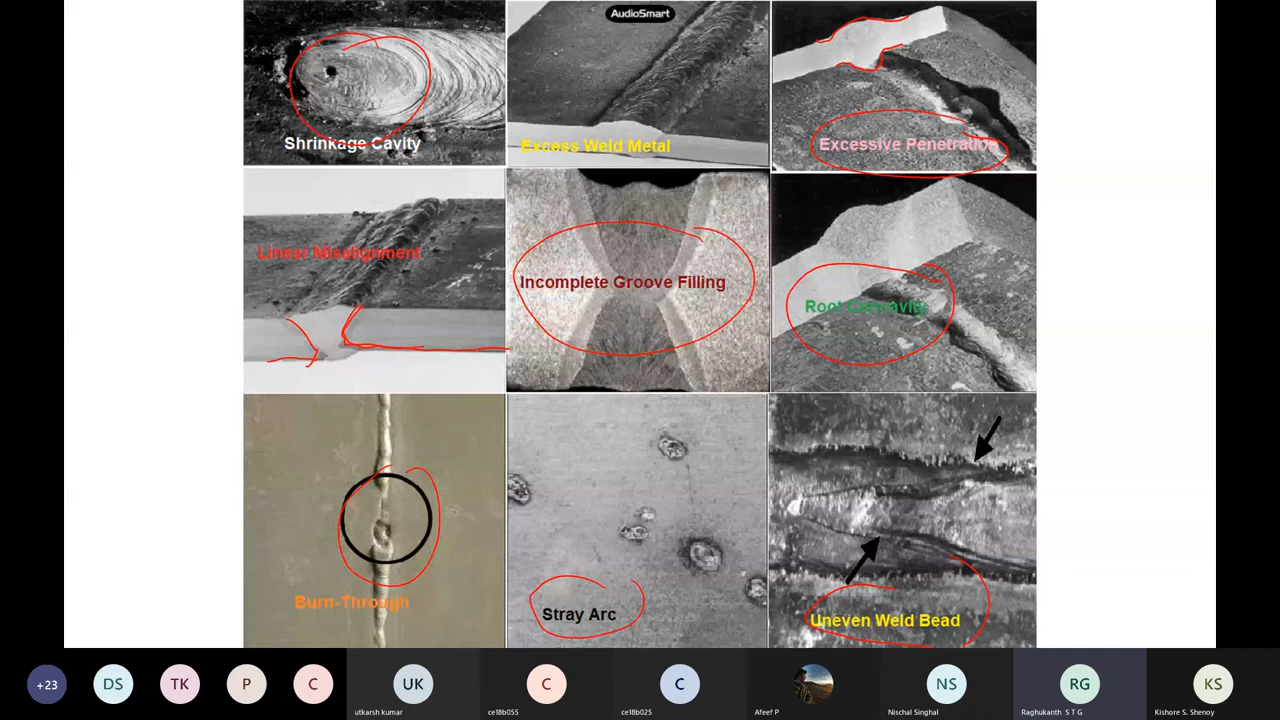 AudioSmart
Shrinkage Cavity
Excess Weld Metal
Excessive Penetration
Linear Misalignment
Incomplete Groove Filling
Root Concavity
Burn-Through
Stray Arc
Uneven Weld Bead
+23
DS
TK
P
C
UK
C
C
NS
RG
KS
utkarsh kumar
ce18b055
ce18b025
Afeef P
Nischal Singhal
Raghukanth S T G
Kishore S. Shenoy